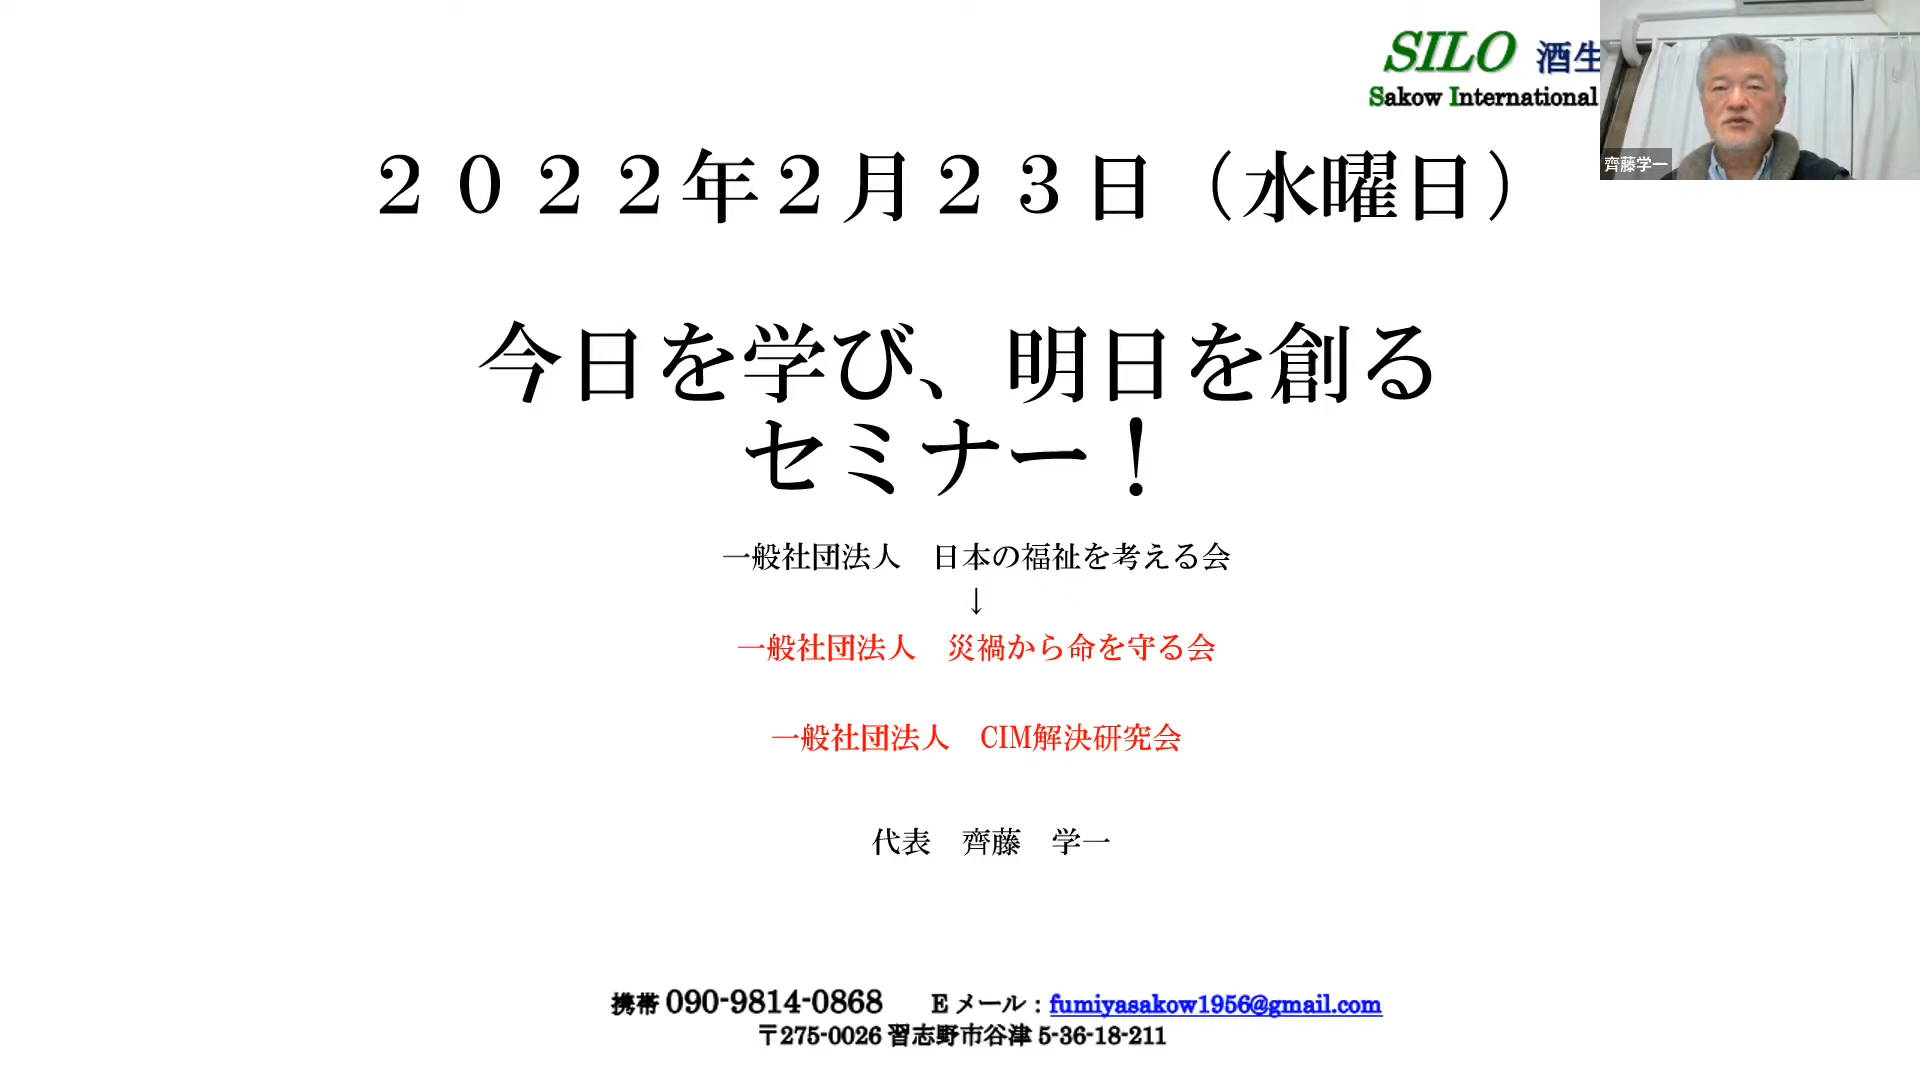 SILO 酒生
Sakow International
齊藤学一
２０２２年２月２３日（水曜日）
今日を学び、明日を創る
セミナー！
一般社団法人　日本の福祉を考える会
↓
一般社団法人　災禍から命を守る会
一般社団法人　CIM解決研究会
代表　齊藤　学一
携帯 090-9814-0868　　E メール：fumiyasakow1956@gmail.com
〒275-0026 習志野市谷津 5-36-18-211